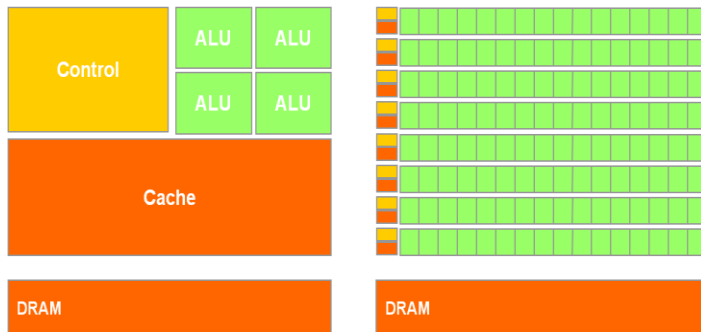 Control
ALU ALU
ALU ALU
Cache
DRAM
DRAM